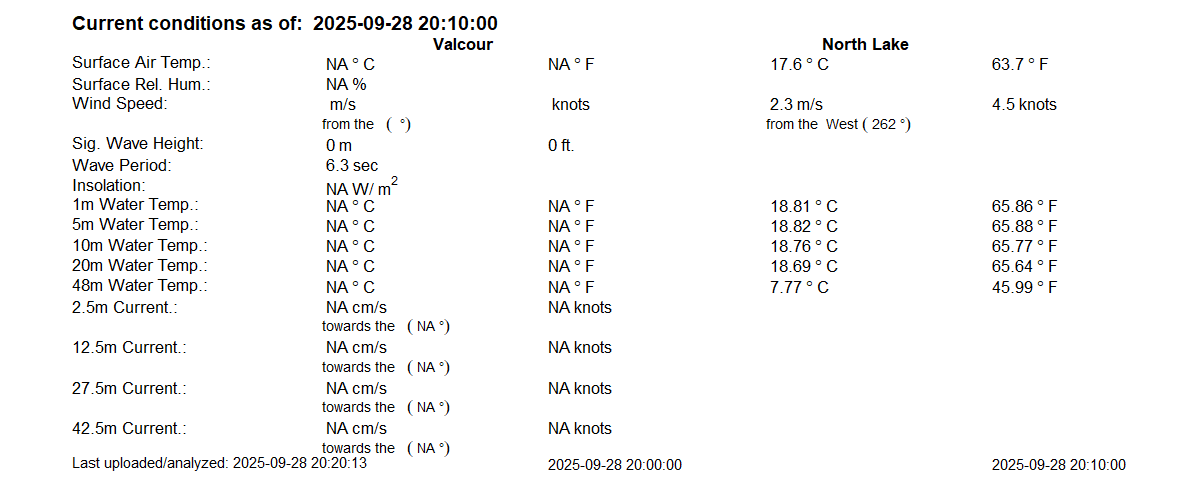 Current conditions as of: 2025-09-28 20:10:00
Valcour North Lake
Surface Air Temp.: NA ° C NA ° F 17.6 ° C 63.7 ° F
Surface Rel. Hum.: NA %
Wind Speed: m/s knots 2.3 m/s 4.5 knots
from the ( °) from the West ( 262 °)
Sig. Wave Height: 0 m 0 ft.
Wave Period: 6.3 sec
Insolation: NA W/ m2
1m Water Temp.: NA ° C NA ° F 18.81 ° C 65.86 ° F
5m Water Temp.: NA ° C NA ° F 18.82 ° C 65.88 ° F
10m Water Temp.: NA ° C NA ° F 18.76 ° C 65.77 ° F
20m Water Temp.: NA ° C NA ° F 18.69 ° C 65.64 ° F
48m Water Temp.: NA ° C NA ° F 7.77 ° C 45.99 ° F
2.5m Current.: NA cm/s NA knots
towards the ( NA °)
12.5m Current.: NA cm/s NA knots
towards the ( NA °)
27.5m Current.: NA cm/s NA knots
towards the ( NA °)
42.5m Current.: NA cm/s NA knots
towards the ( NA °)
Last uploaded/analyzed: 2025-09-28 20:20:13 2025-09-28 20:00:00 2025-09-28 20:10:00